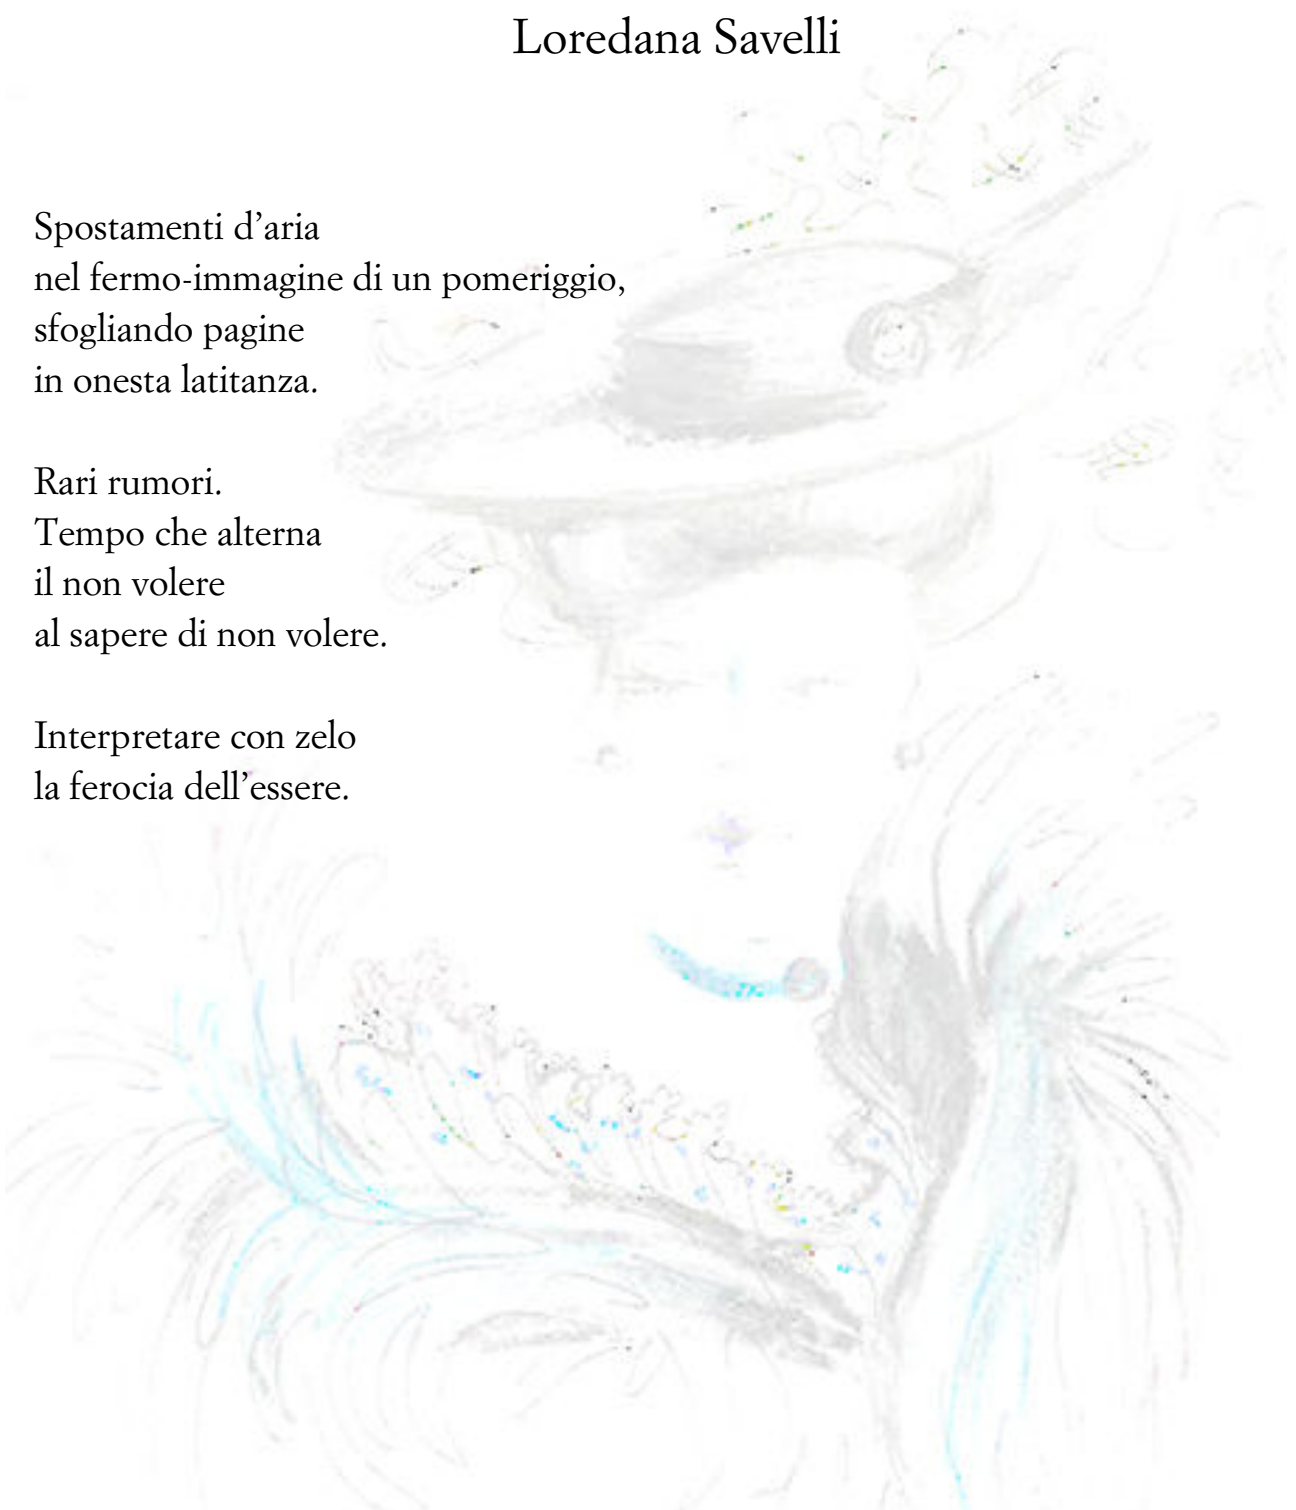 Loredana Savelli
Spostamenti d’aria
nel fermo-immagine di un pomeriggio,
sfogliando pagine
in onesta latitanza.
Rari rumori.
Tempo che alterna
il non volere
al sapere di non volere.
Interpretare con zelo
la ferocia dell’essere.